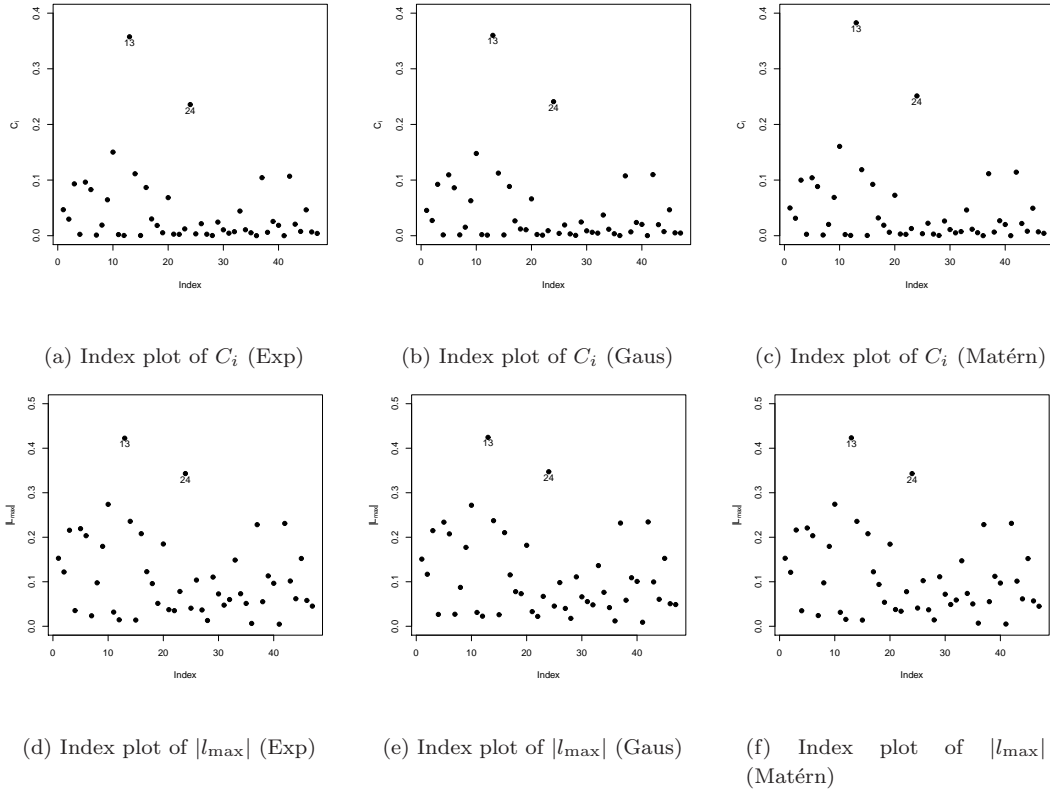 0.0 0.1 0.2 0.3 0.4
C_i
13
24
0 10 20 30 40
Index
0.0 0.1 0.2 0.3 0.4
C_i
13
24
0 10 20 30 40
Index
0.0 0.1 0.2 0.3 0.4
C_i
13
24
0 10 20 30 40
Index
(a) Index plot of C_i (Exp)
(b) Index plot of C_i (Gaus)
(c) Index plot of C_i (Matérn)
0.0 0.1 0.2 0.3 0.4 0.5
|L_max|
13
24
0 10 20 30 40
Index
0.0 0.1 0.2 0.3 0.4 0.5
|L_max|
13
24
0 10 20 30 40
Index
0.0 0.1 0.2 0.3 0.4 0.5
|L_max|
13
24
0 10 20 30 40
Index
(d) Index plot of |l_max| (Exp)
(e) Index plot of |l_max| (Gaus)
(f) Index plot of |l_max|
(Matérn)